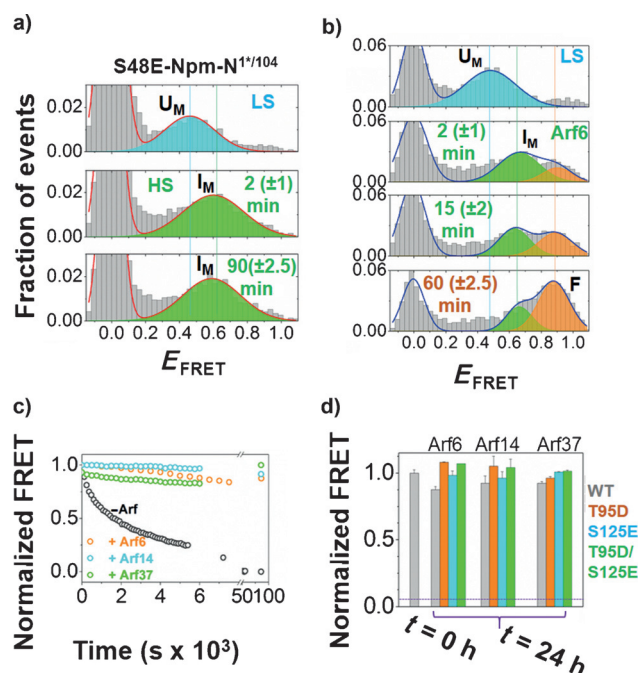 a)
S48E-Npm-N1*/104
0.02
0.01
0.00
UM
LS
0.02
0.01
0.00
HS
IM
2 (±1)
min
0.02
0.01
0.00
IM
90(±2.5)
min
0.0 0.2 0.4 0.6 0.8 1.0
EFRET
Fraction of events
b)
0.06
0.00
UM
LS
0.06
0.00
2 (±1)
min
IM
Arf6
0.06
0.00
15 (±2)
min
0.06
0.00
60 (±2.5)
min
F
0.0 0.2 0.4 0.6 0.8 1.0
EFRET
c)
Normalized FRET
1.0
0.5
0.0
–Arf
+ Arf6
+ Arf14
+ Arf37
0 2 4 6 50 100
Time (s x 10³)
d)
Normalized FRET
1.0
0.5
0.0
Arf6 Arf14 Arf37
WT
T95D
S125E
T95D/
S125E
t = 0 h
t = 24 h